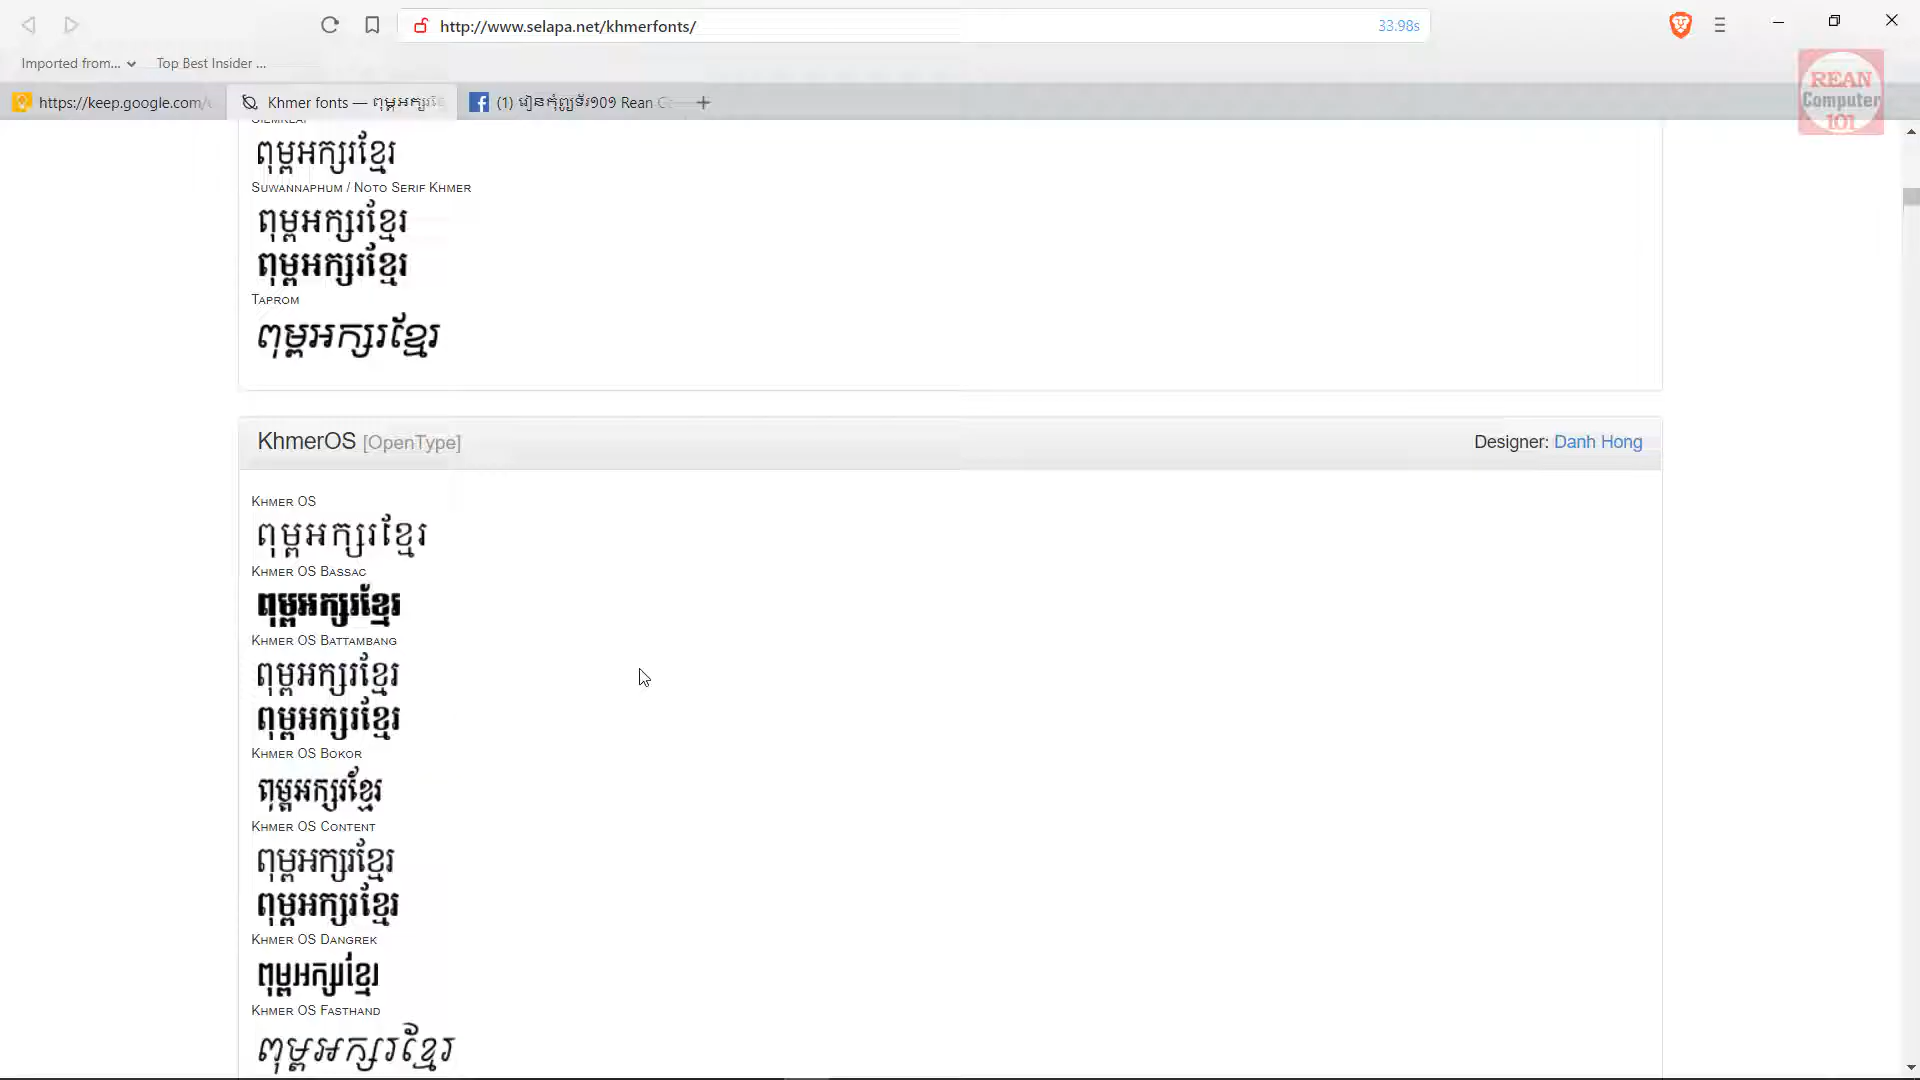 http://www.selapa.net/khmerfonts/
33.98s
Imported from...
Top Best Insider ...
REAN
Computer
101
https://keep.google.com/
Khmer fonts — ពុម្ពអក្សរខ្មែ
(1) រៀនកុំព្យូទ័រ១០១ Rean C
ពុម្ពអក្សរខ្មែរ
Suwannaphum / Noto Serif Khmer
ពុម្ពអក្សរខ្មែរ
ពុម្ពអក្សរខ្មែរ
Taprom
ពុម្ពអក្សរខ្មែរ
KhmerOS [OpenType]
Designer: Danh Hong
Khmer OS
ពុម្ពអក្សរខ្មែរ
Khmer OS Bassac
ពុម្ពអក្សរខ្មែរ
Khmer OS Battambang
ពុម្ពអក្សរខ្មែរ
ពុម្ពអក្សរខ្មែរ
Khmer OS Bokor
ពុម្ពអក្សរខ្មែរ
Khmer OS Content
ពុម្ពអក្សរខ្មែរ
ពុម្ពអក្សរខ្មែរ
Khmer OS Dangrek
ពុម្ពអក្សរខ្មែរ
Khmer OS Fasthand
ពុម្ពអក្សរខ្មែរ